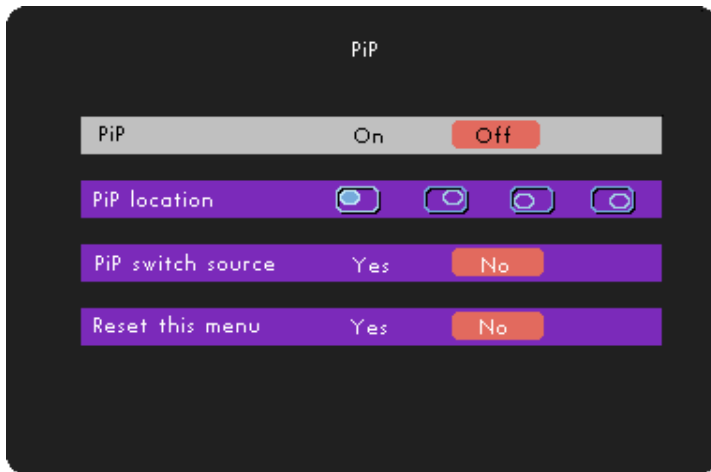 PiP
PiP On Off
PiP location
PiP switch source Yes No
Reset this menu Yes No